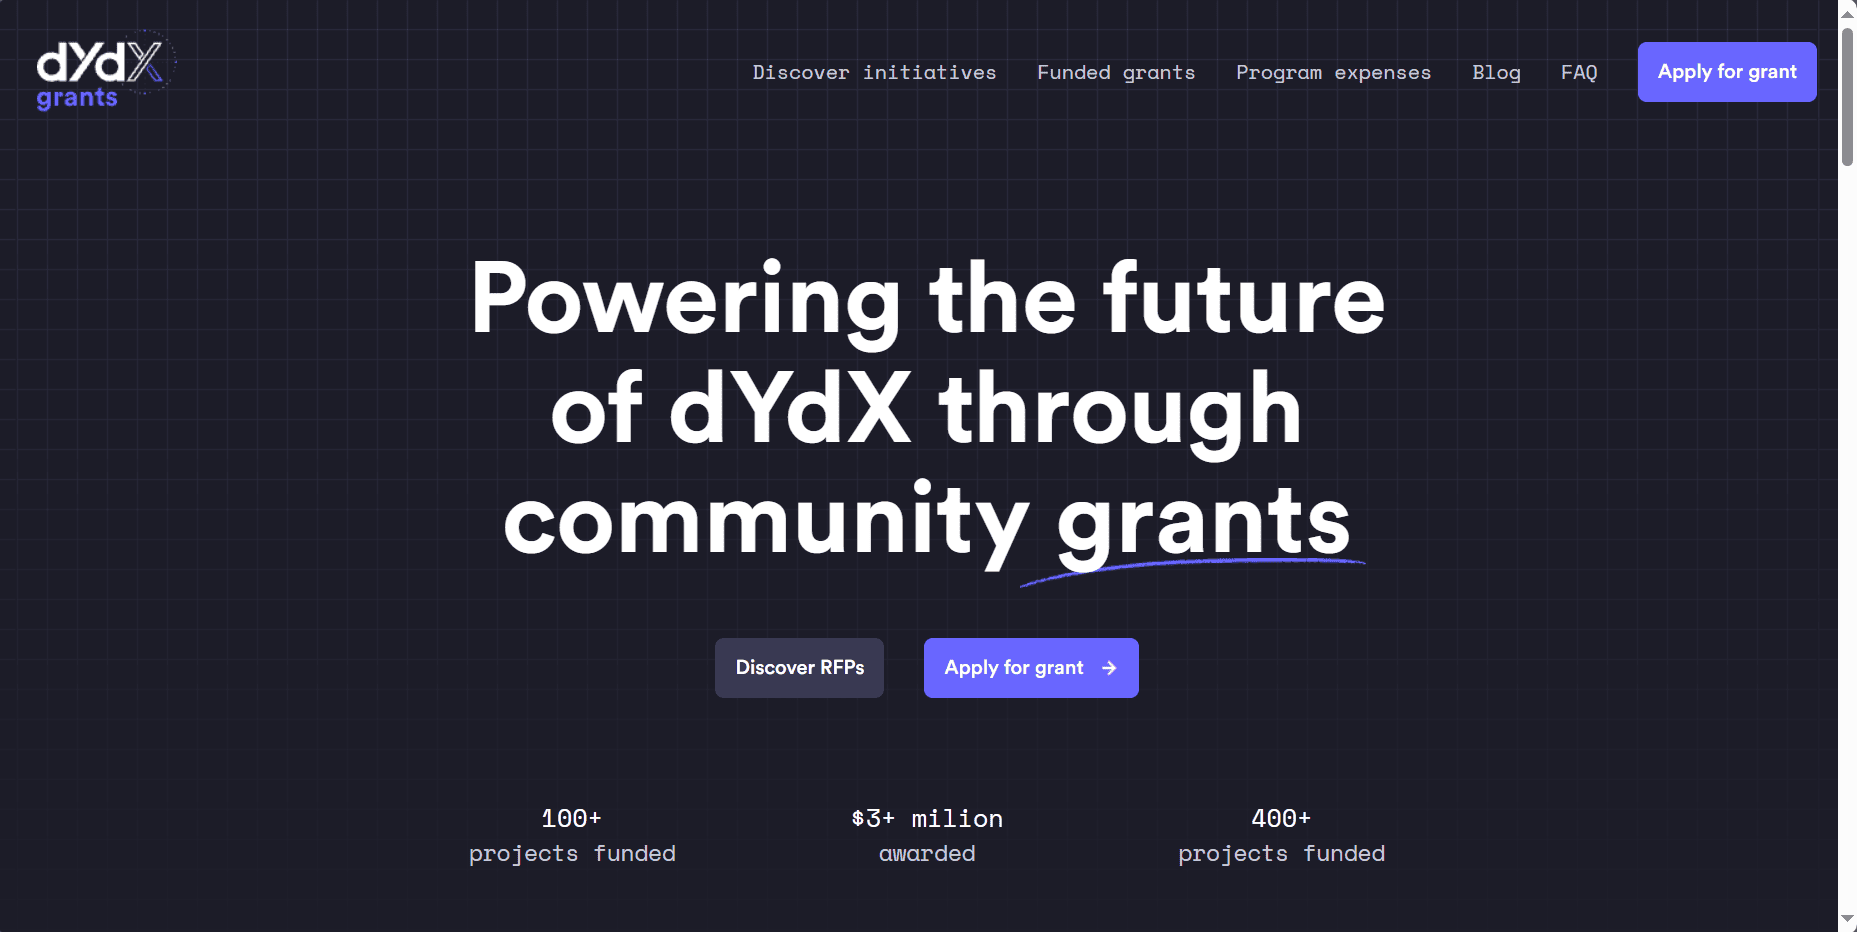 dYdX
grants
Discover initiatives
Funded grants
Program expenses
Blog
FAQ
Apply for grant
Powering the future
of dYdX through
community grants
Discover RFPs
Apply for grant →
100+
projects funded
$3+ milion
awarded
400+
projects funded